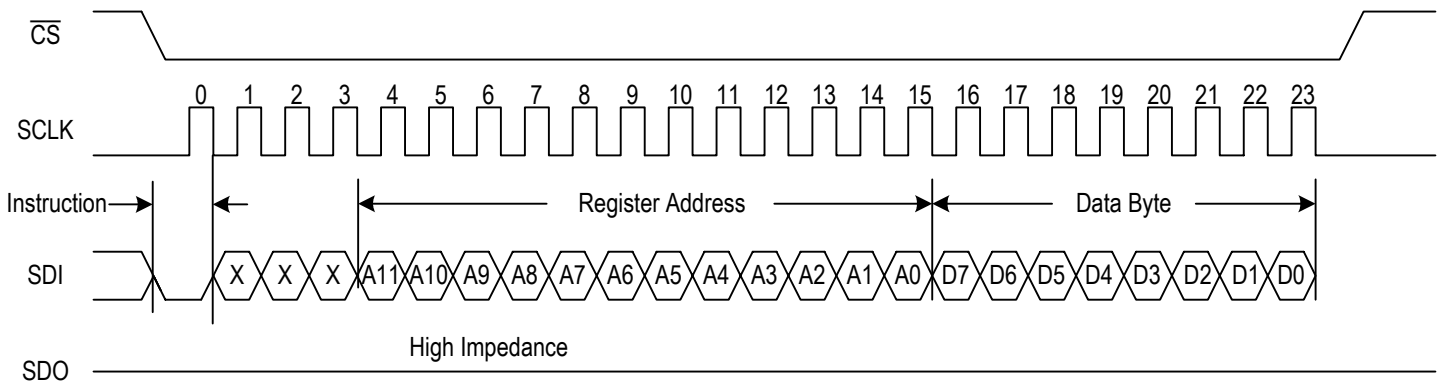 CS
0 1 2 3 4 5 6 7 8 9 10 11 12 13 14 15 16 17 18 19 20 21 22 23
SCLK
Instruction Register Address Data Byte
SDI X X X A11 A10 A9 A8 A7 A6 A5 A4 A3 A2 A1 A0 D7 D6 D5 D4 D3 D2 D1 D0
High Impedance
SDO